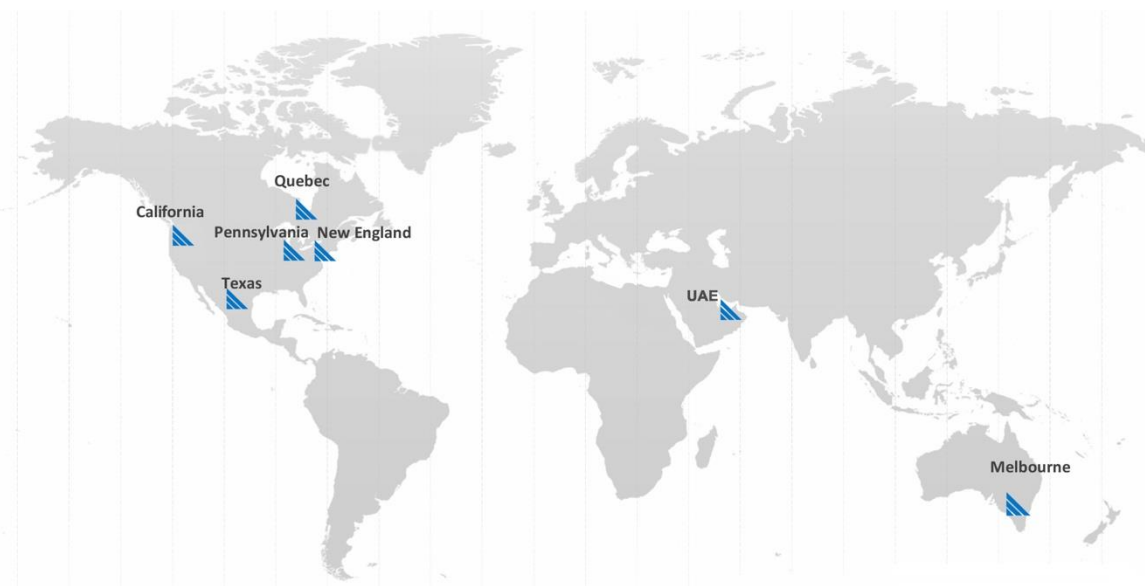 Quebec
California
Pennsylvania New England
Texas
UAE
Melbourne